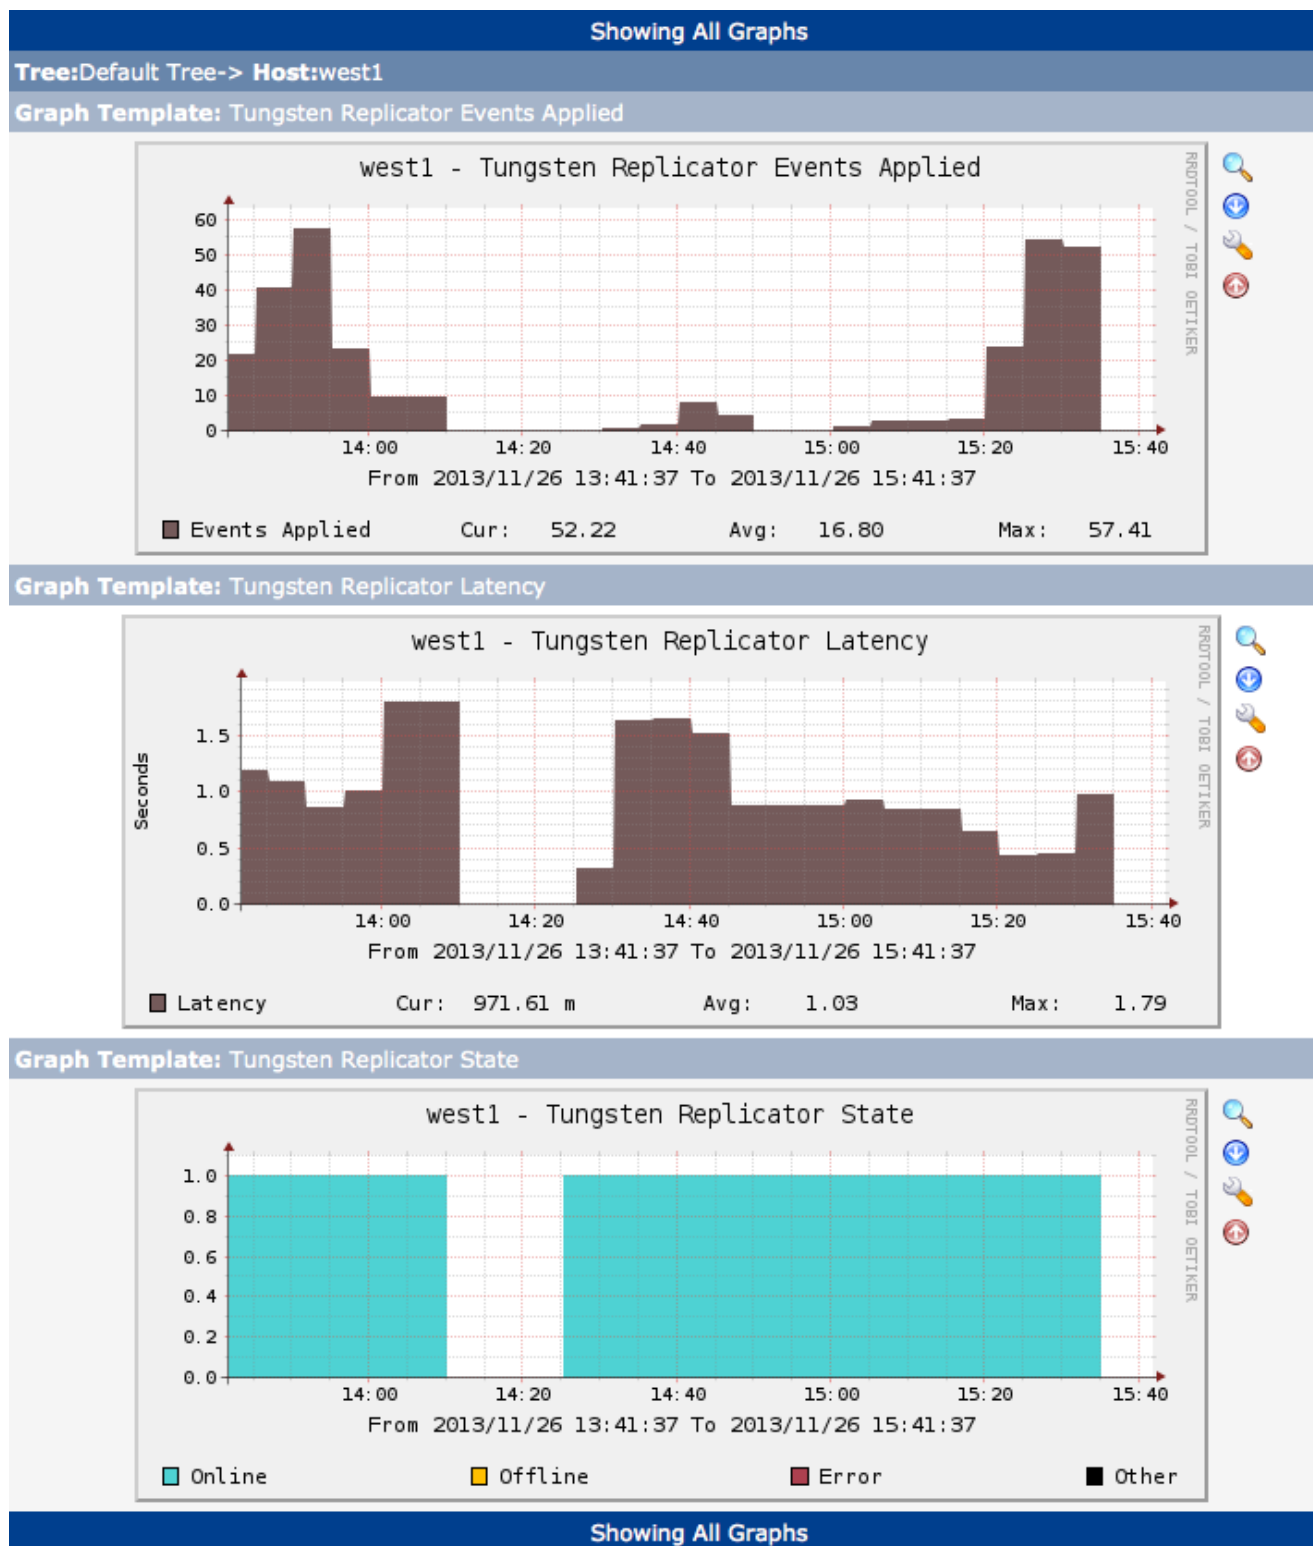 Showing All Graphs
Tree:Default Tree-> Host:west1
Graph Template: Tungsten Replicator Events Applied
west1 - Tungsten Replicator Events Applied
RRDTOOL / TOBI OETIKER
60
50
40
30
20
10
0
14:00 14:20 14:40 15:00 15:20 15:40
From 2013/11/26 13:41:37 To 2013/11/26 15:41:37
Events Applied Cur: 52.22 Avg: 16.80 Max: 57.41
Graph Template: Tungsten Replicator Latency
west1 - Tungsten Replicator Latency
RRDTOOL / TOBI OETIKER
Seconds
1.5
1.0
0.5
0.0
14:00 14:20 14:40 15:00 15:20 15:40
From 2013/11/26 13:41:37 To 2013/11/26 15:41:37
Latency Cur: 971.61 m Avg: 1.03 Max: 1.79
Graph Template: Tungsten Replicator State
west1 - Tungsten Replicator State
RRDTOOL / TOBI OETIKER
1.0
0.8
0.6
0.4
0.2
0.0
14:00 14:20 14:40 15:00 15:20 15:40
From 2013/11/26 13:41:37 To 2013/11/26 15:41:37
Online Offline Error Other
Showing All Graphs